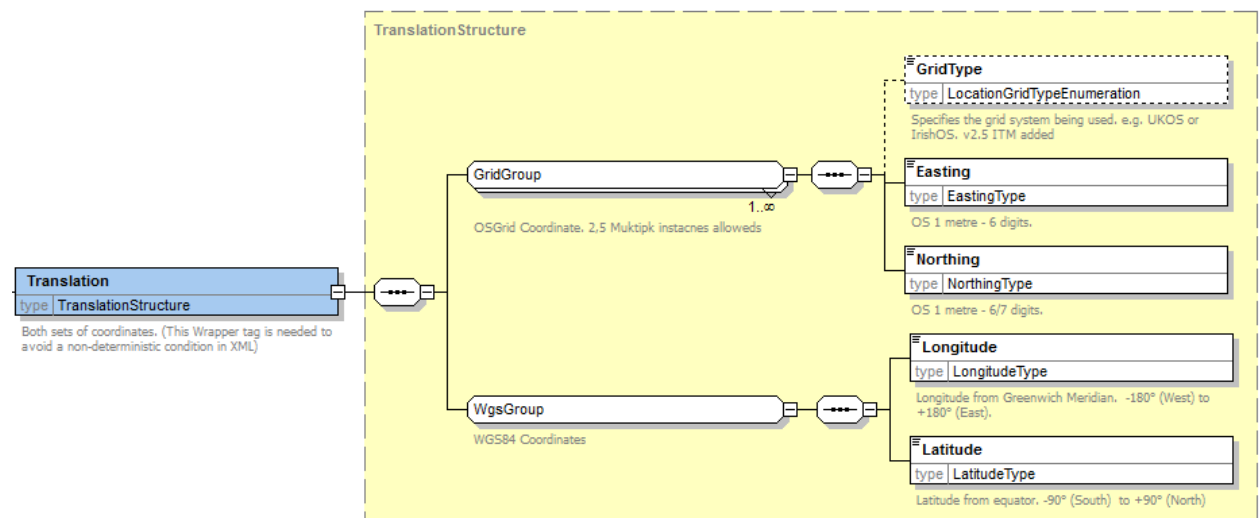 TranslationStructure
GridType
type LocationGridTypeEnumeration
Specifies the grid system being used. e.g. UKOS or
IrishOS. v2.5 ITM added
GridGroup
1..∞
OSGrid Coordinate. 2,5 Muktipk instacnes alloweds
Easting
type EastingType
OS 1 metre - 6 digits.
Northing
type NorthingType
OS 1 metre - 6/7 digits.
Translation
type TranslationStructure
Both sets of coordinates. (This Wrapper tag is needed to
avoid a non-deterministic condition in XML)
WgsGroup
WGS84 Coordinates
Longitude
type LongitudeType
Longitude from Greenwich Meridian. -180° (West) to
+180° (East).
Latitude
type LatitudeType
Latitude from equator. -90° (South) to +90° (North)